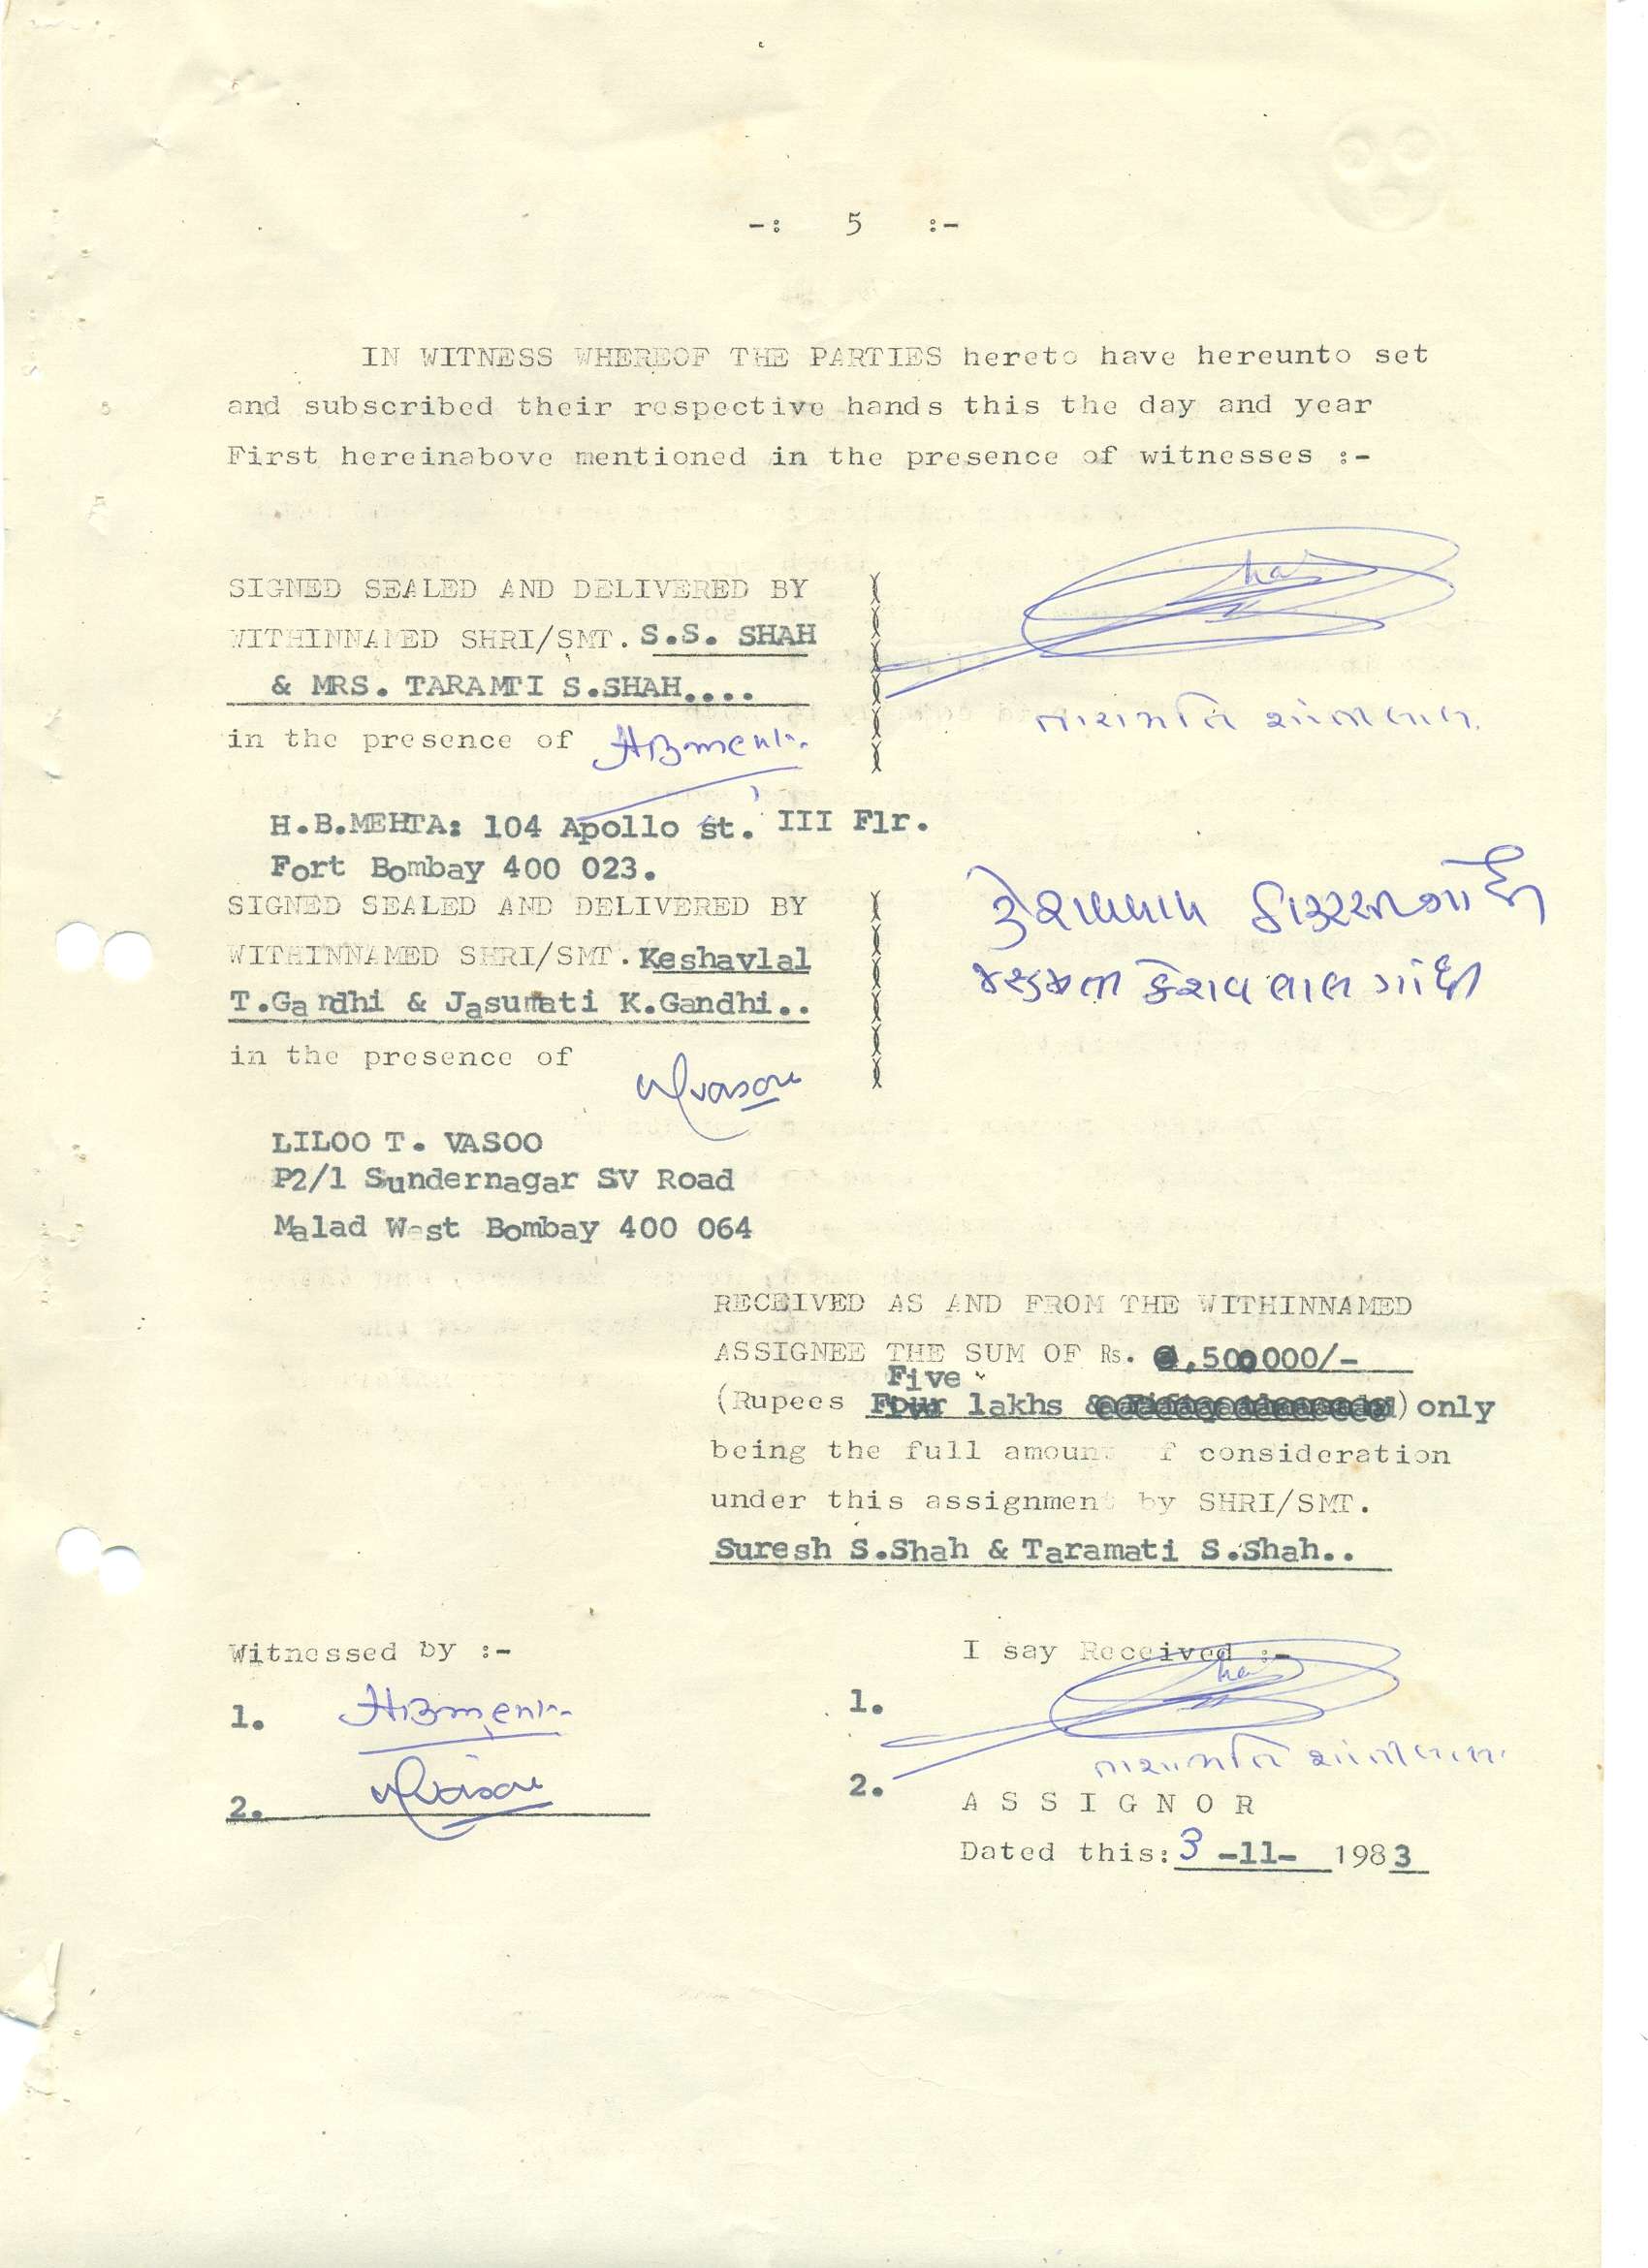 -: 5 :-
IN WITNESS WHEREOF THE PARTIES hereto have hereunto set
and subscribed their respective hands this the day and year
First hereinabove mentioned in the presence of witnesses :-
SIGNED SEALED AND DELIVERED BY
WITHINNAMED SHRI/SMT. S.S. SHAH
& MRS. TARAMTI S.SHAH....
તારામતિ શાંતીલાલ
in the presence of HBMehta
H.B.MEHTA: 104 Apollo st. III Flr.
Fort Bombay 400 023.
SIGNED SEALED AND DELIVERED BY
WITHINNAMED SHRI/SMT. Keshavlal
T.Gandhi & Jasumati K.Gandhi..
કેશવલાલ ગાંધી
કેશવલાલ ગાંધી
in the presence of
LILOO T. VASOO
P2/1 Sundernagar SV Road
Malad West Bombay 400 064
RECEIVED AS AND FROM THE WITHINNAMED
ASSIGNEE THE SUM OF Rs. ,500000/-
Five
(Rupees Four lakhs ) only
being the full amount of consideration
under this assignment by SHRI/SMT.
Suresh S.Shah & Taramati S.Shah..
Witnessed by :-
I say Received :-
1. HBMehta
1.
તારામતિ શાંતીલાલ
2.
2.
A S S I G N O R
Dated this: 3 -11- 1983